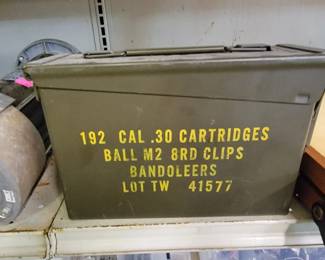 192 CAL .30 CARTRIDGES
BALL M2 8RD CLIPS
BANDOLEERS
LOT TW 41577